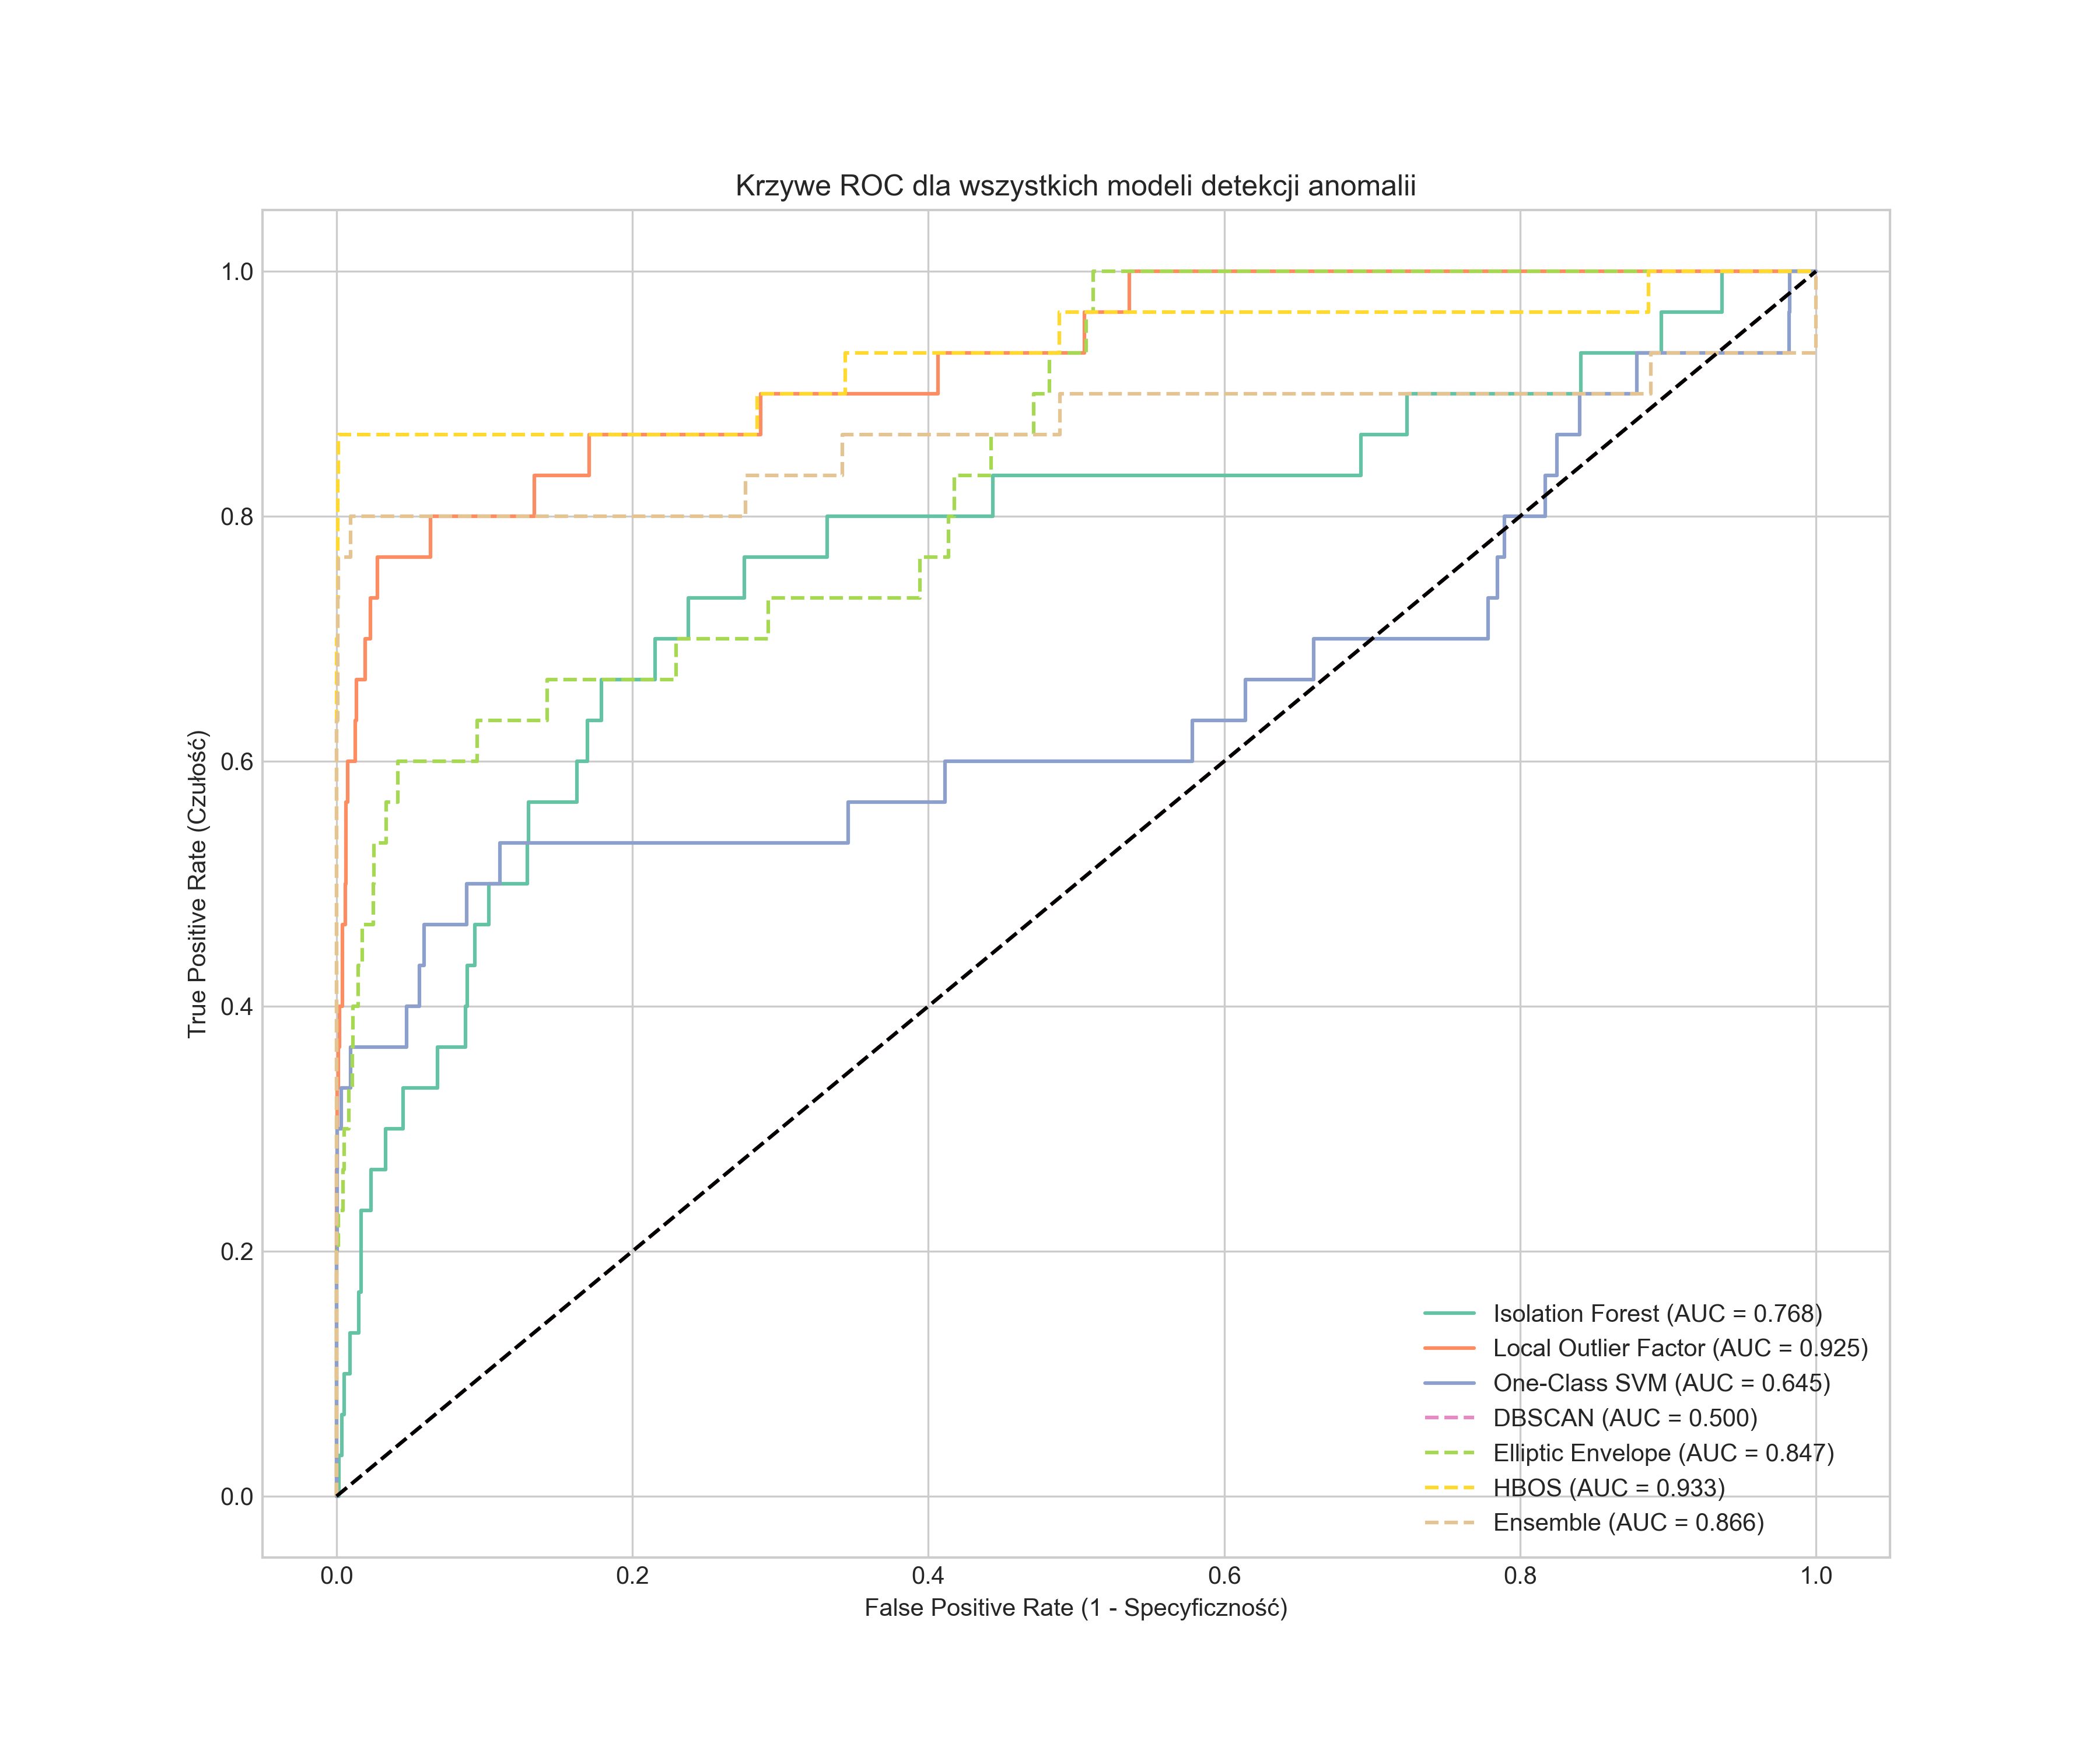 Krzywe ROC dla wszystkich modeli detekcji anomalii
True Positive Rate (Czułość)
1.0
0.8
0.6
0.4
0.2
0.0
Isolation Forest (AUC = 0.768)
Local Outlier Factor (AUC = 0.925)
One-Class SVM (AUC = 0.645)
DBSCAN (AUC = 0.500)
Elliptic Envelope (AUC = 0.847)
HBOS (AUC = 0.933)
Ensemble (AUC = 0.866)
0.0 0.2 0.4 0.6 0.8 1.0
False Positive Rate (1 - Specyficzność)